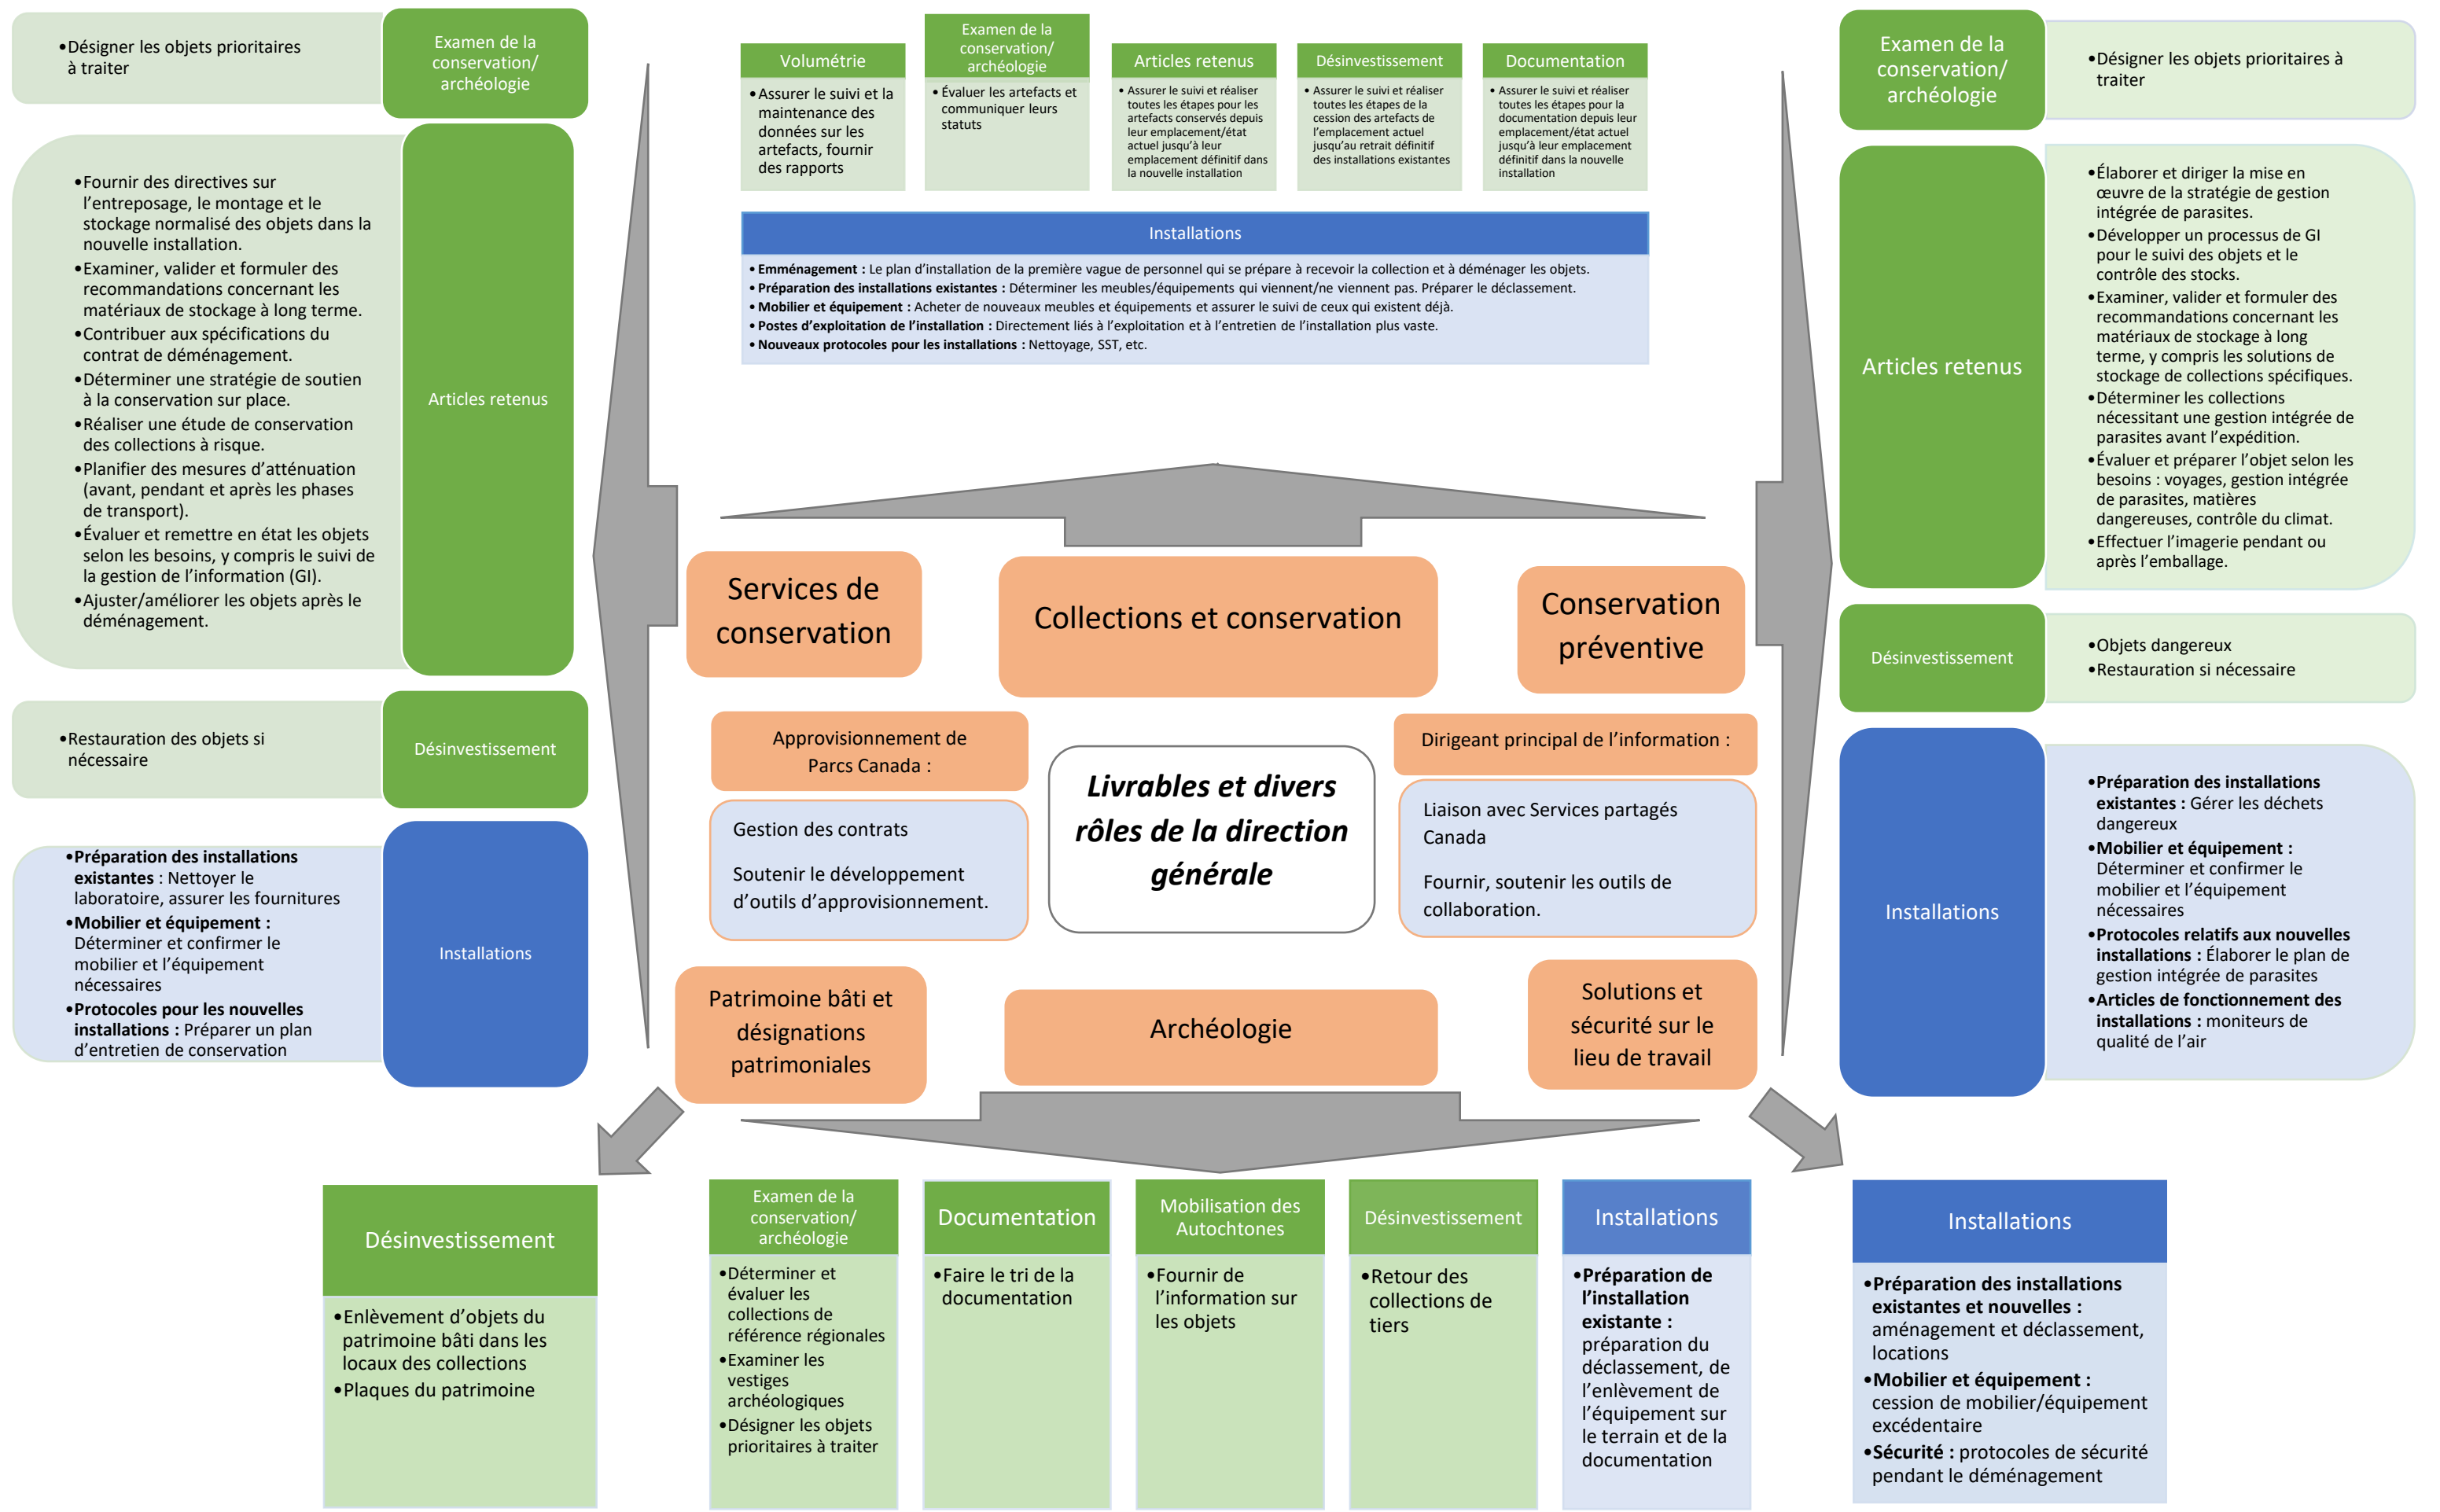 •Désigner les objets prioritaires
à traiter
Examen de la
conservation/
archéologie
•Fournir des directives sur
l’entreposage, le montage et le
stockage normalisé des objets dans la
nouvelle installation.
•Examiner, valider et formuler des
recommandations concernant les
matériaux de stockage à long terme.
•Contribuer aux spécifications du
contrat de déménagement.
•Déterminer une stratégie de soutien
à la conservation sur place.
•Réaliser une étude de conservation
des collections à risque.
•Planifier des mesures d’atténuation
(avant, pendant et après les phases
de transport).
•Évaluer et remettre en état les objets
selon les besoins, y compris le suivi de
la gestion de l’information (GI).
•Ajuster/améliorer les objets après le
déménagement.
Articles retenus
•Restauration des objets si
nécessaire
Désinvestissement
•Préparation des installations
existantes : Nettoyer le
laboratoire, assurer les fournitures
•Mobilier et équipement :
Déterminer et confirmer le
mobilier et l’équipement
nécessaires
•Protocoles pour les nouvelles
installations : Préparer un plan
d’entretien de conservation
Installations
Volumétrie
•Assurer le suivi et la
maintenance des
données sur les
artefacts, fournir
des rapports
Examen de la
conservation/
archéologie
•Évaluer les artefacts et
communiquer leurs
statuts
Articles retenus
•Assurer le suivi et réaliser
toutes les étapes pour les
artefacts conservés depuis
leur emplacement/état
actuel jusqu’à leur
emplacement définitif dans
la nouvelle installation
Désinvestissement
•Assurer le suivi et réaliser
toutes les étapes de la
cession des artefacts de
l’emplacement actuel
jusqu’au retrait définitif
des installations existantes
Documentation
•Assurer le suivi et réaliser
toutes les étapes pour la
documentation depuis leur
emplacement/état actuel
jusqu’à leur emplacement
définitif dans la nouvelle
installation
Installations
•Emménagement : Le plan d’installation de la première vague de personnel qui se prépare à recevoir la collection et à déménager les objets.
•Préparation des installations existantes : Déterminer les meubles/équipements qui viennent/ne viennent pas. Préparer le déclassement.
•Mobilier et équipement : Acheter de nouveaux meubles et équipements et assurer le suivi de ceux qui existent déjà.
•Postes d’exploitation de l’installation : Directement liés à l’exploitation et à l’entretien de l’installation plus vaste.
•Nouveaux protocoles pour les installations : Nettoyage, SST, etc.
Services de
conservation
Collections et conservation
Conservation
préventive
Approvisionnement de
Parcs Canada :
Gestion des contrats
Soutenir le développement
d’outils d’approvisionnement.
Livrables et divers
rôles de la direction
générale
Dirigeant principal de l’information :
Liaison avec Services partagés
Canada
Fournir, soutenir les outils de
collaboration.
Patrimoine bâti et
désignations
patrimoniales
Archéologie
Solutions et
sécurité sur le
lieu de travail
Examen de la
conservation/
archéologie
•Désigner les objets prioritaires à
traiter
Articles retenus
•Élaborer et diriger la mise en
œuvre de la stratégie de gestion
intégrée de parasites.
•Développer un processus de GI
pour le suivi des objets et le
contrôle des stocks.
•Examiner, valider et formuler des
recommandations concernant les
matériaux de stockage à long
terme, y compris les solutions de
stockage de collections spécifiques.
•Déterminer les collections
nécessitant une gestion intégrée de
parasites avant l’expédition.
•Évaluer et préparer l’objet selon les
besoins : voyages, gestion intégrée
de parasites, matières
dangereuses, contrôle du climat.
•Effectuer l’imagerie pendant ou
après l’emballage.
Désinvestissement
•Objets dangereux
•Restauration si nécessaire
Installations
•Préparation des installations
existantes : Gérer les déchets
dangereux
•Mobilier et équipement :
Déterminer et confirmer le
mobilier et l’équipement
nécessaires
•Protocoles relatifs aux nouvelles
installations : Élaborer le plan de
gestion intégrée de parasites
•Articles de fonctionnement des
installations : moniteurs de
qualité de l’air
Désinvestissement
•Enlèvement d’objets du
patrimoine bâti dans les
locaux des collections
•Plaques du patrimoine
Examen de la
conservation/
archéologie
•Déterminer et
évaluer les
collections de
référence régionales
•Examiner les
vestiges
archéologiques
•Désigner les objets
prioritaires à traiter
Documentation
•Faire le tri de la
documentation
Mobilisation des
Autochtones
•Fournir de
l’information sur
les objets
Désinvestissement
•Retour des
collections de
tiers
Installations
•Préparation de
l’installation
existante :
préparation du
déclassement, de
l’enlèvement de
l’équipement sur
le terrain et de la
documentation
Installations
•Préparation des installations
existantes et nouvelles :
aménagement et déclassement,
locations
•Mobilier et équipement :
cession de mobilier/équipement
excédentaire
•Sécurité : protocoles de sécurité
pendant le déménagement